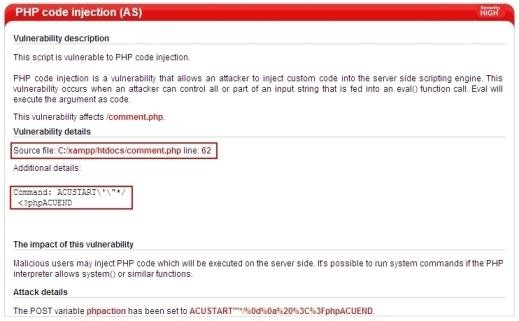 PHP code injection (AS)
Severity
HIGH
Vulnerability description
This script is vulnerable to PHP code injection.
PHP code injection is a vulnerability that allows an attacker to inject custom code into the server side scripting engine. This
vulnerability occurs when an attacker can control all or part of an input string that is fed into an eval() function call. Eval will
execute the argument as code.
This vulnerability affects /comment.php.
Vulnerability details
Source file: C:/xampp/htdocs/comment.php line: 62
Additional details:
Command: ACUSTART\'\"*/
<?phpACUEND
The impact of this vulnerability
Malicious users may inject PHP code which will be executed on the server side. It's possible to run system commands if the PHP
interpreter allows system() or similar functions.
Attack details
The POST variable phpaction has been set to ACUSTART'"*/%0d%0a%20%3C%3FphpACUEND.